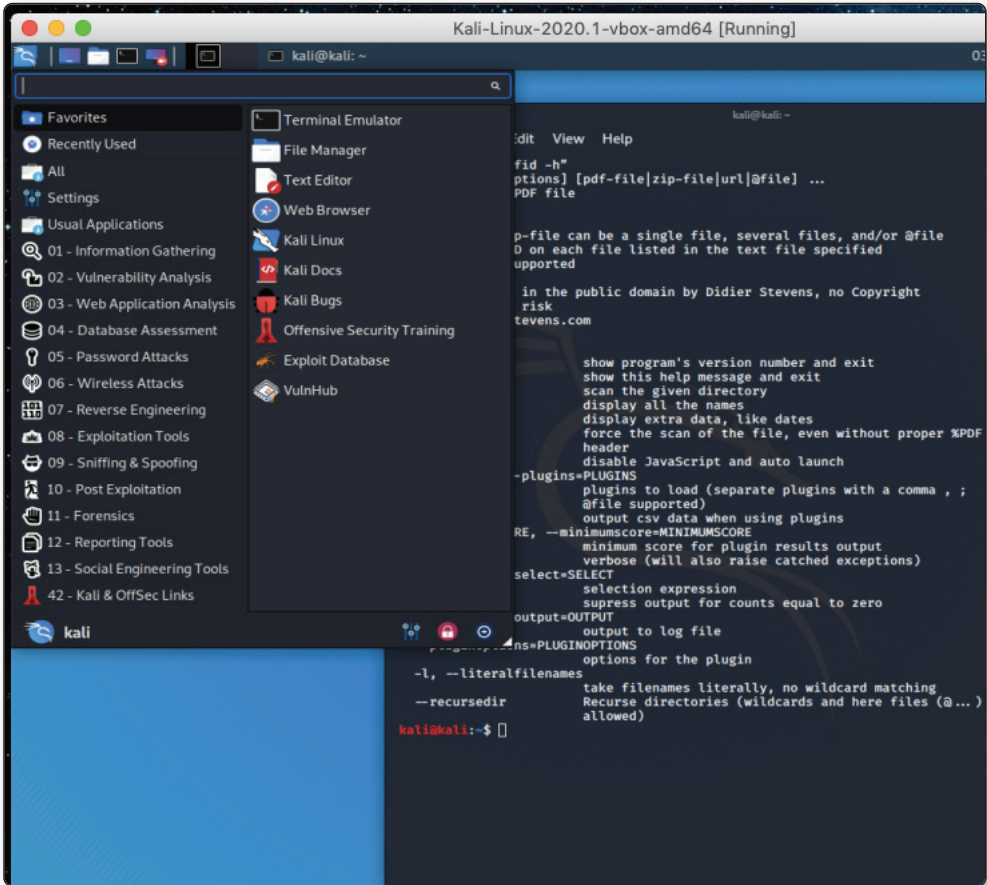 Kali-Linux-2020.1-vbox-amd64 [Running]
kali@kali: ~
03
Favorites
Recently Used
All
Settings
Usual Applications
01 - Information Gathering
02 - Vulnerability Analysis
03 - Web Application Analysis
04 - Database Assessment
05 - Password Attacks
06 - Wireless Attacks
07 - Reverse Engineering
08 - Exploitation Tools
09 - Sniffing & Spoofing
10 - Post Exploitation
11 - Forensics
12 - Reporting Tools
13 - Social Engineering Tools
42 - Kali & OffSec Links
kali
Terminal Emulator
File Manager
Text Editor
Web Browser
Kali Linux
Kali Docs
Kali Bugs
Offensive Security Training
Exploit Database
VulnHub
kali@kali: ~
dit View Help
fid -h”
ptions] [pdf-file|zip-file|url|@file] ...
PDF file
p-file can be a single file, several files, and/or @file
D on each file listed in the text file specified
upported
in the public domain by Didier Stevens, no Copyright
risk
tevens.com
show program's version number and exit
show this help message and exit
scan the given directory
display all the names
display extra data, like dates
force the scan of the file, even without proper %PDF
header
disable JavaScript and auto launch
-plugins=PLUGINS
plugins to load (separate plugins with a comma , ;
@file supported)
output csv data when using plugins
RE, --minimumscore=MINIMUMSCORE
minimum score for plugin results output
verbose (will also raise catched exceptions)
select=SELECT
selection expression
supress output for counts equal to zero
output=OUTPUT
output to log file
ns=PLUGINOPTIONS
options for the plugin
-l, --literalfilenames
take filenames literally, no wildcard matching
--recursedir Recurse directories (wildcards and here files (@...)
allowed)
kali@kali:~$